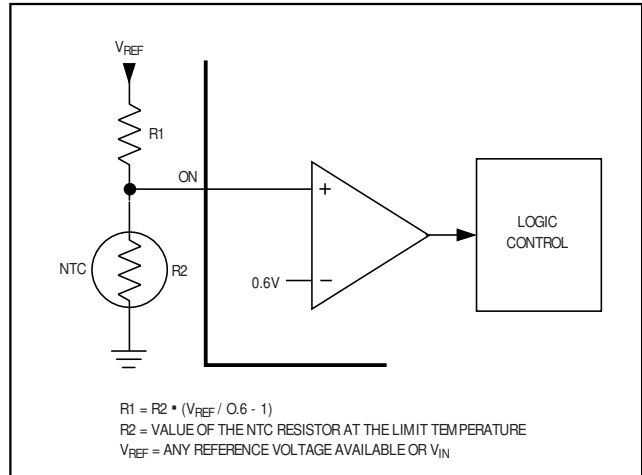 VREF
R1
ON
+
LOGIC
CONTROL
NTC
R2
0.6V
−
R1 = R2 ▪ (VREF / O.6 - 1)
R2 = VALUE OF THE NTC RESISTOR AT THE LIMIT TEMPERATURE
VREF = ANY REFERENCE VOLTAGE AVAILABLE OR VIN